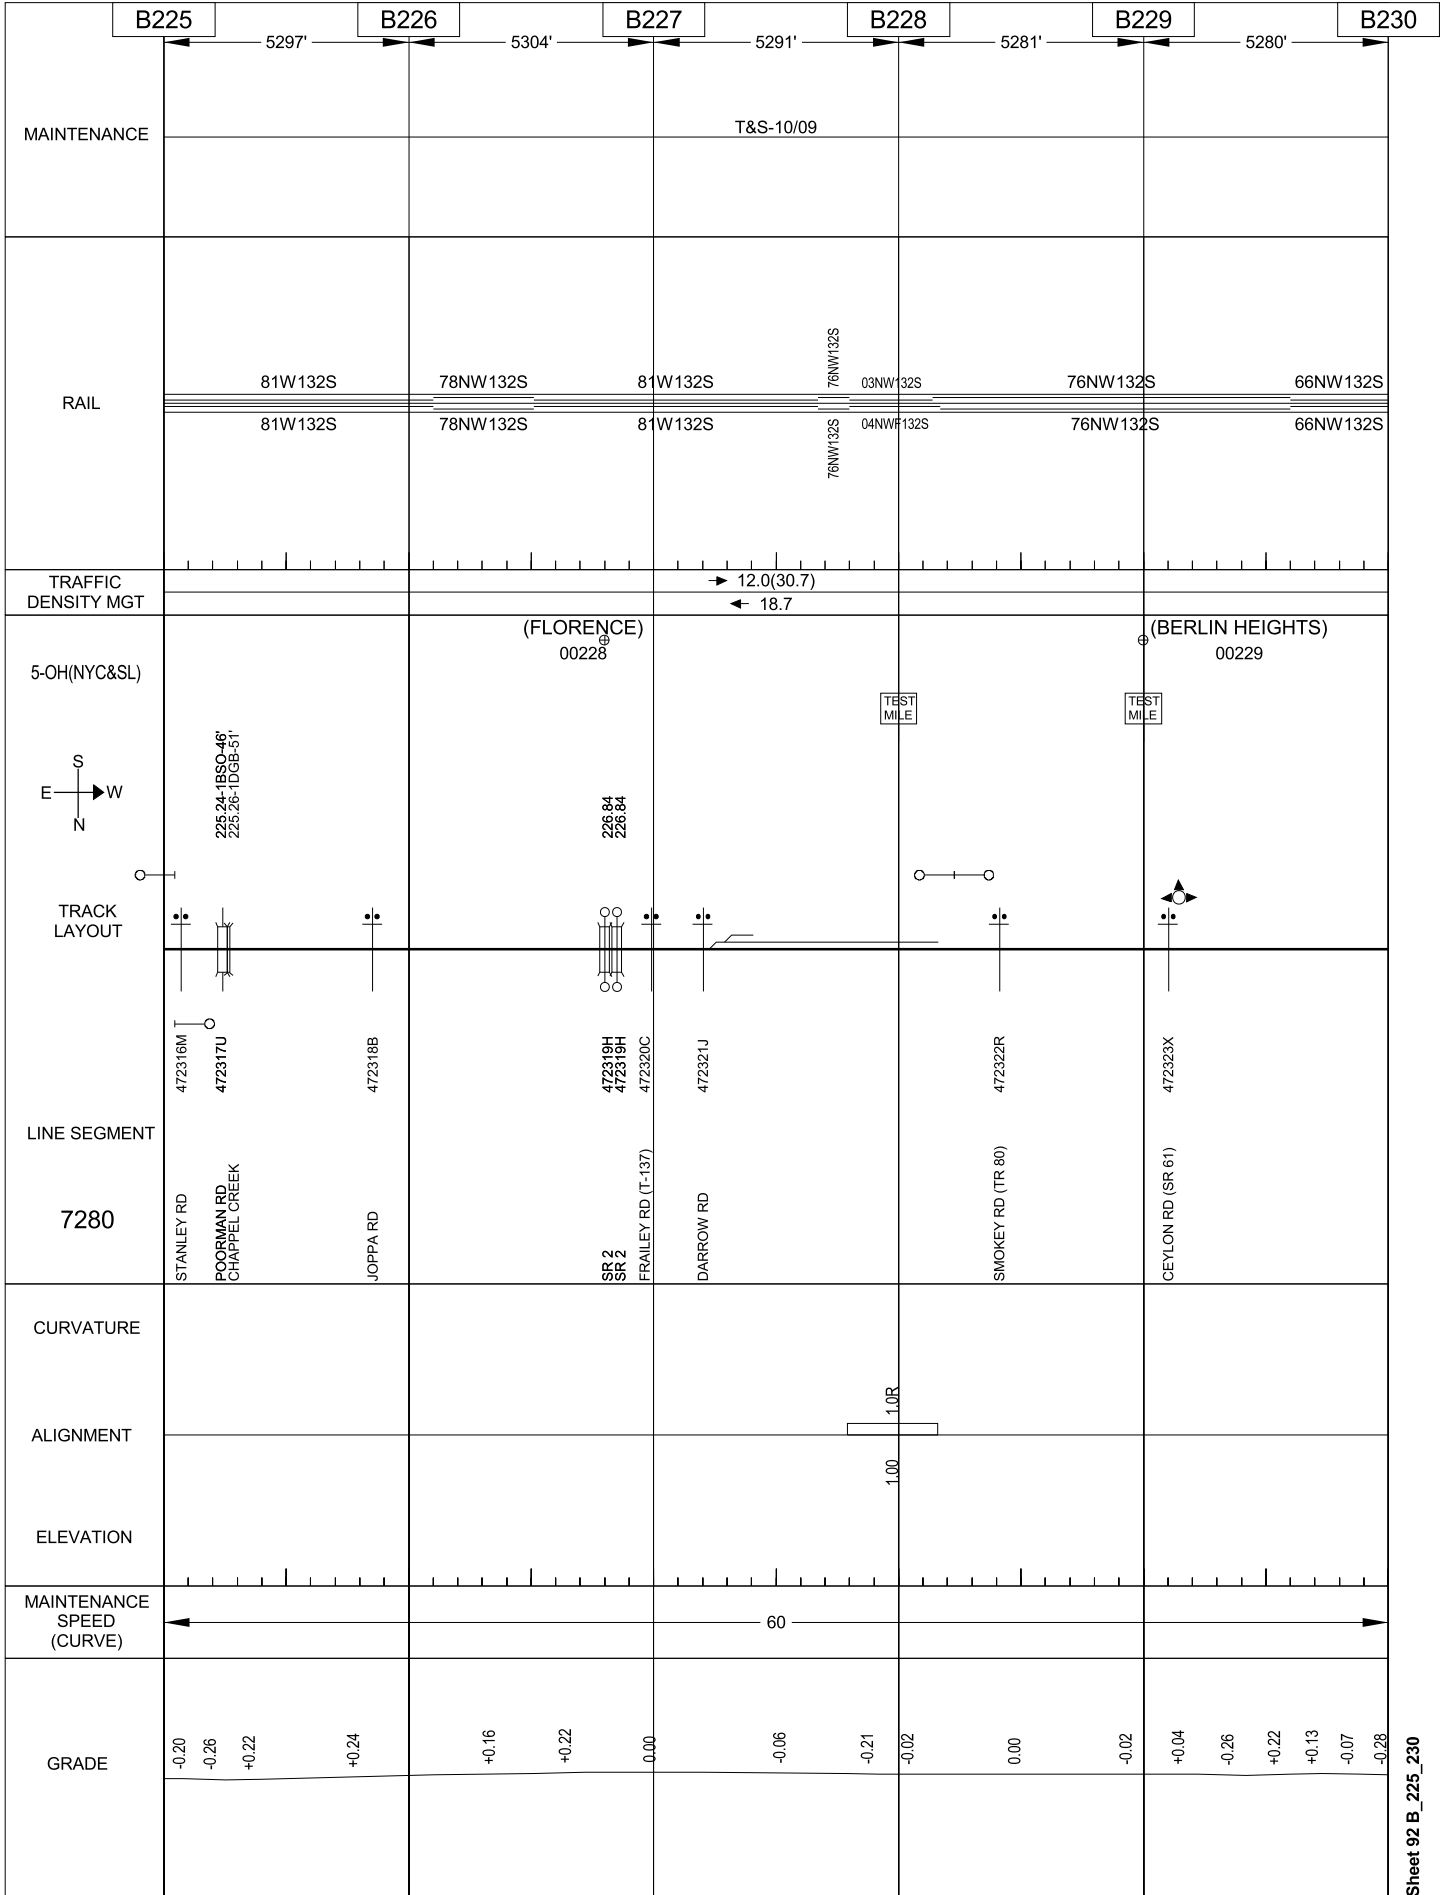 B225
B226
B227
B228
B229
B230
5297'
5304'
5291'
5281'
5280'
MAINTENANCE
T&S-10/09
RAIL
81W132S
78NW132S
81W132S
76NW132S
03NW132S
76NW132S
66NW132S
81W132S
78NW132S
81W132S
76NW132S
04NWF132S
76NW132S
66NW132S
TRAFFIC
DENSITY MGT
12.0(30.7)
18.7
5-OH(NYC&SL)
(FLORENCE)
00228
(BERLIN HEIGHTS)
00229
TEST
MILE
TEST
MILE
S
E
W
N
225.24-1BSO-46'
225.26-1DGB-51'
226.84
226.84
TRACK
LAYOUT
472316M
472317U
472318B
472319H
472319H
472320C
472321J
472322R
472323X
LINE SEGMENT
7280
STANLEY RD
POORMAN RD
CHAPPEL CREEK
JOPPA RD
SR 2
SR 2
FRAILEY RD (T-137)
DARROW RD
SMOKEY RD (TR 80)
CEYLON RD (SR 61)
CURVATURE
1.0R
ALIGNMENT
1.00
ELEVATION
MAINTENANCE
SPEED
(CURVE)
60
GRADE
-0.20
-0.26
+0.22
+0.24
+0.16
+0.22
0.00
-0.06
-0.21
-0.02
0.00
-0.02
+0.04
-0.26
+0.22
+0.13
-0.07
-0.28
Sheet 92 B_225_230